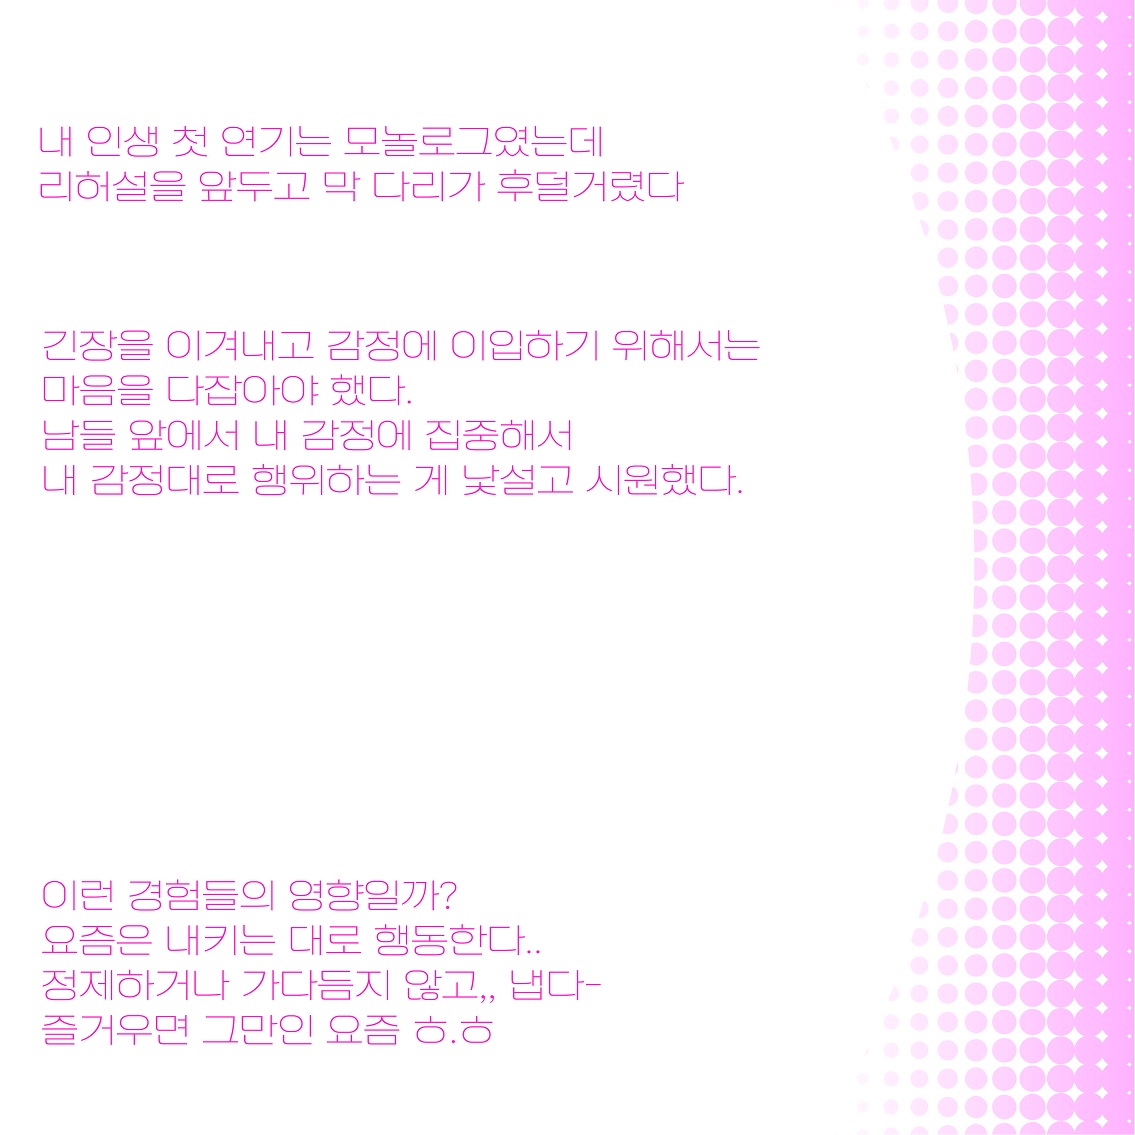 내 인생 첫 연기는 모놀로그였는데
리허설을 앞두고 막 다리가 후덜거렸다
긴장을 이겨내고 감정에 이입하기 위해서는
마음을 다잡아야 했다.
남들 앞에서 내 감정에 집중해서
내 감정대로 행위하는 게 낯설고 시원했다.
이런 경험들의 영향일까?
요즘은 내키는 대로 행동한다..
정제하거나 가다듬지 않고,, 냅다-
즐거우면 그만인 요즘 ㅎ.ㅎ